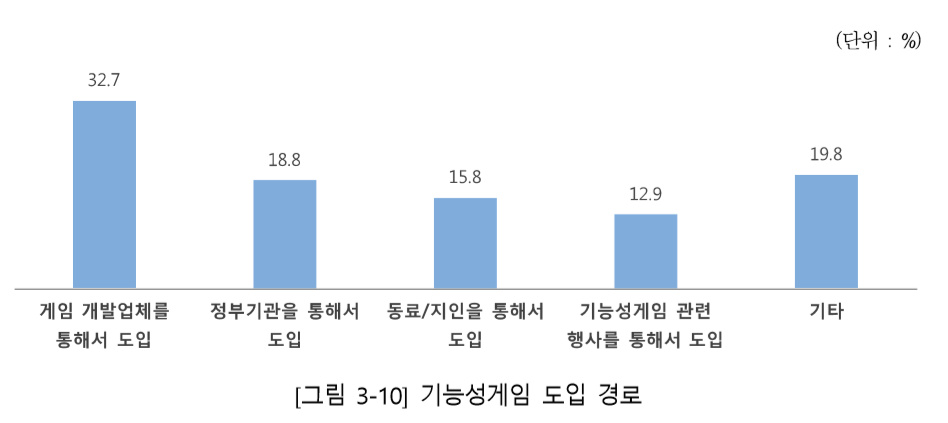 (단위 : %)
32.7
18.8
15.8
12.9
19.8
게임 개발업체를
통해서 도입
정부기관을 통해서
도입
동료/지인을 통해서
도입
기능성게임 관련
행사를 통해서 도입
기타
[그림 3-10] 기능성게임 도입 경로